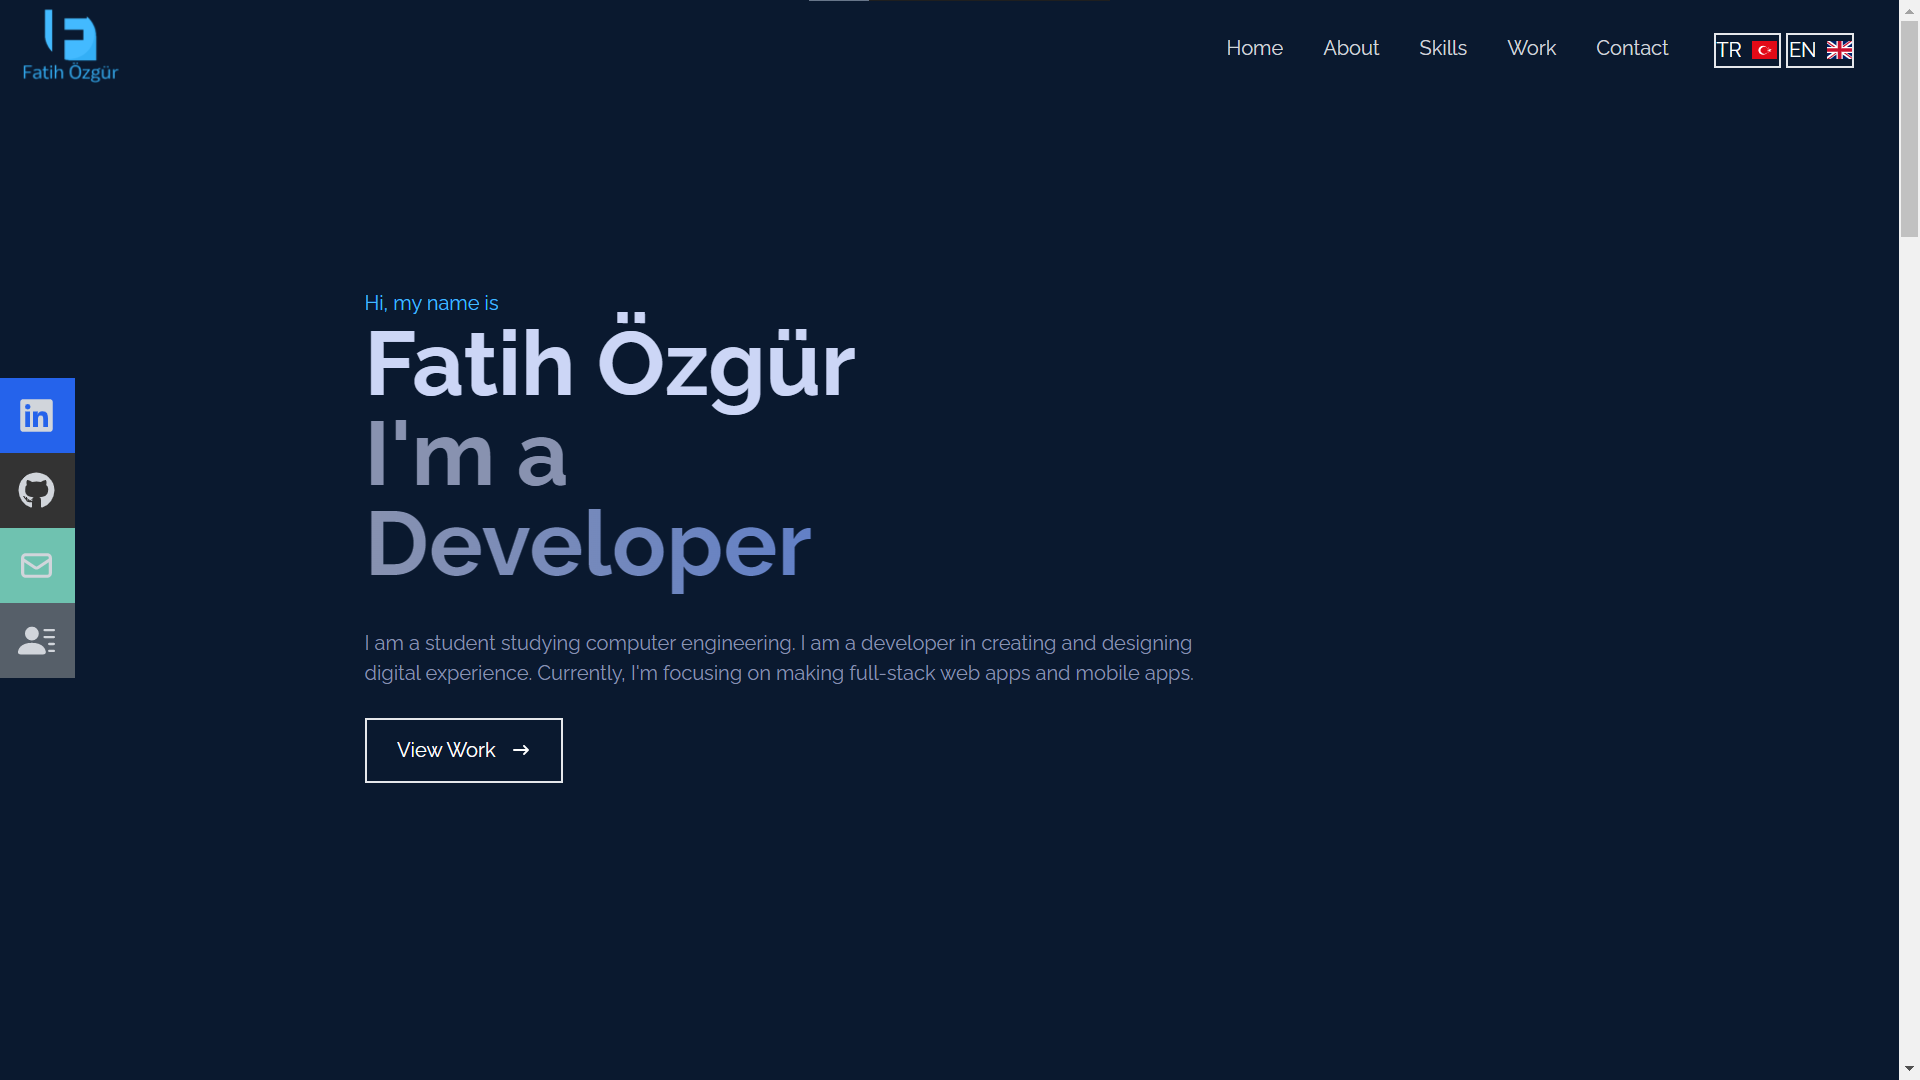 Fatih Özgür
Home About Skills Work Contact TR EN
Hi, my name is
Fatih Özgür
I'm a
Developer
in
I am a student studying computer engineering. I am a developer in creating and designing
digital experience. Currently, I'm focusing on making full-stack web apps and mobile apps.
View Work →